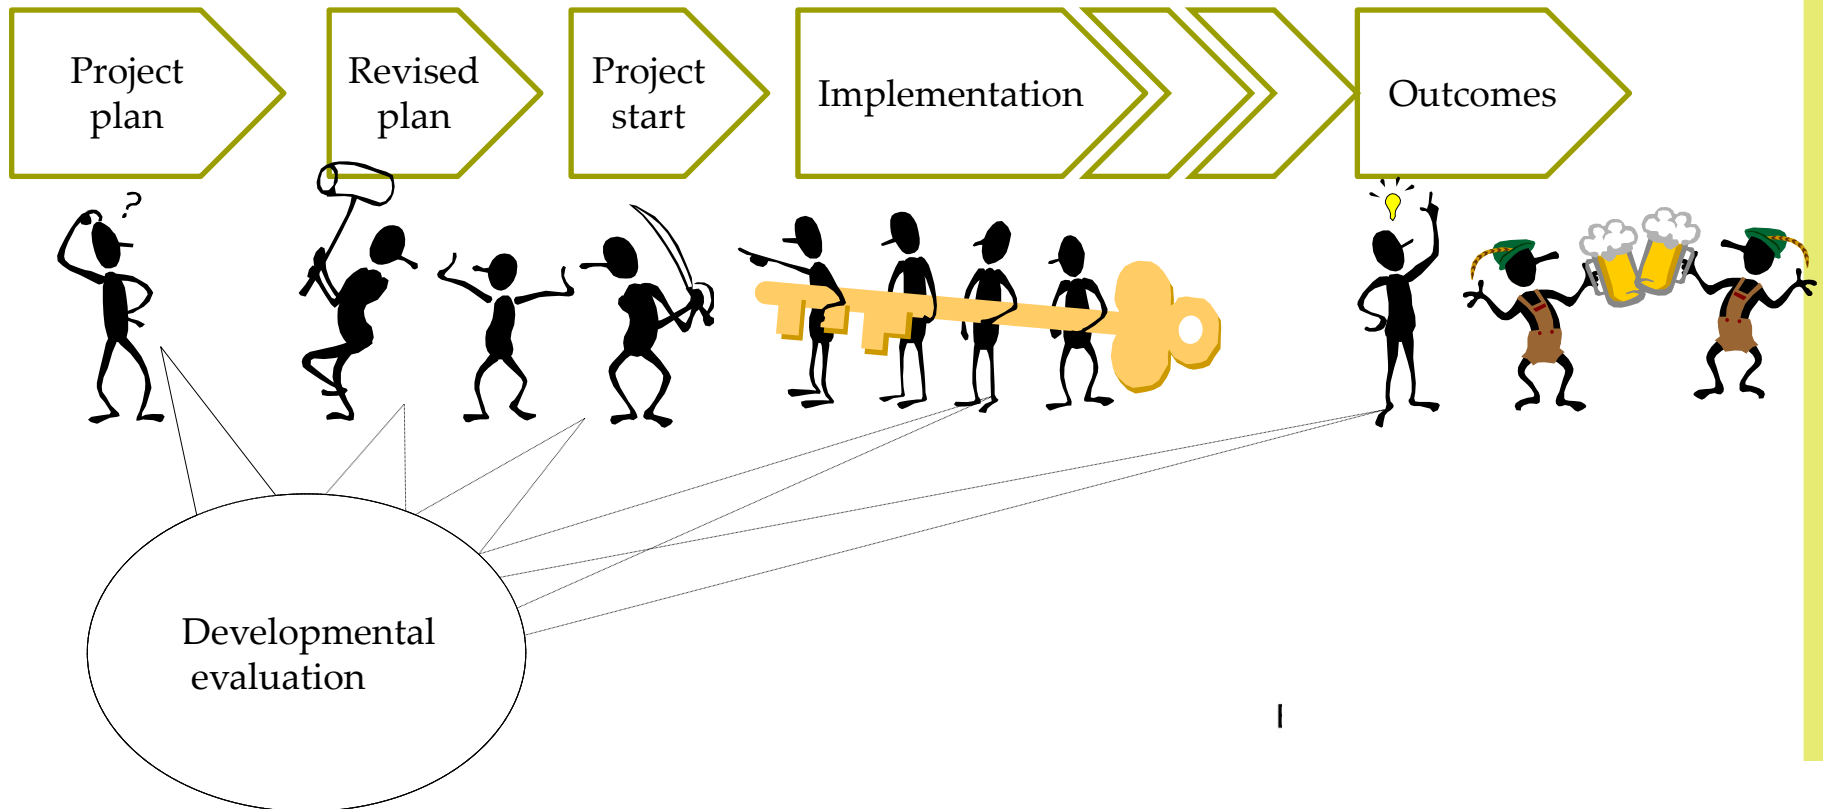 Project
plan
Revised
plan
Project
start
Implementation
Outcomes
?
Developmental
evaluation